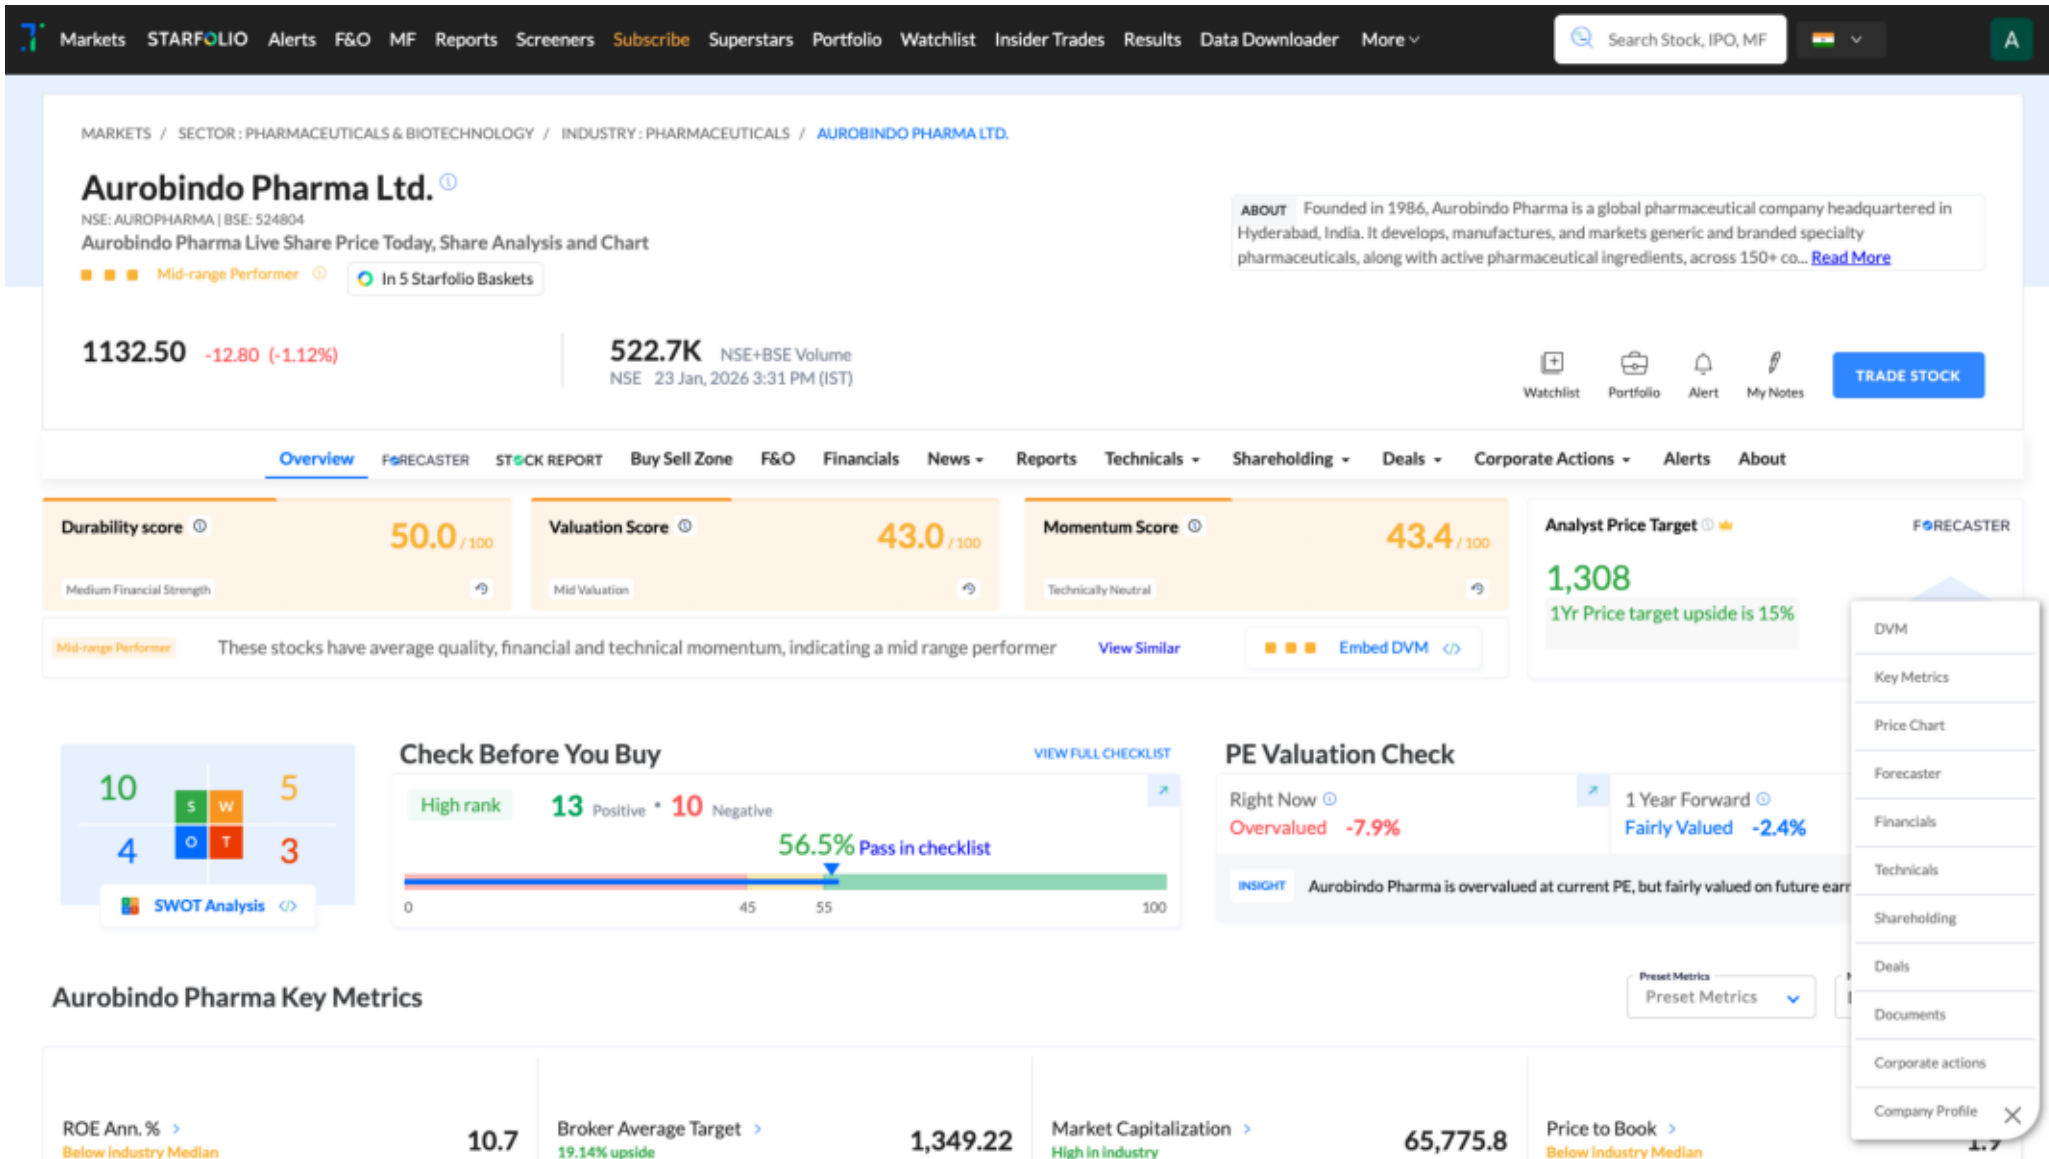 Markets STARFOLIO Alerts F&O MF Reports Screeners Subscribe Superstars Portfolio Watchlist Insider Trades Results Data Downloader More Search Stock, IPO, MF A
MARKETS / SECTOR : PHARMACEUTICALS & BIOTECHNOLOGY / INDUSTRY : PHARMACEUTICALS / AUROBINDO PHARMA LTD.
Aurobindo Pharma Ltd.
NSE: AUROPHARMA | BSE: 524804
Aurobindo Pharma Live Share Price Today, Share Analysis and Chart
Mid-range Performer In 5 Starfolio Baskets
ABOUT Founded in 1986, Aurobindo Pharma is a global pharmaceutical company headquartered in
Hyderabad, India. It develops, manufactures, and markets generic and branded specialty
pharmaceuticals, along with active pharmaceutical ingredients, across 150+ co... Read More
1132.50 -12.80 (-1.12%)
522.7K NSE+BSE Volume
NSE 23 Jan, 2026 3:31 PM (IST)
Watchlist Portfolio Alert My Notes TRADE STOCK
Overview FORECASTER STOCK REPORT Buy Sell Zone F&O Financials News Reports Technicals Shareholding Deals Corporate Actions Alerts About
Durability score 50.0 / 100
Medium Financial Strength
Valuation Score 43.0 / 100
Mid Valuation
Momentum Score 43.4 / 100
Technically Neutral
Analyst Price Target FORECASTER
1,308
1Yr Price target upside is 15%
Mid-range Performer These stocks have average quality, financial and technical momentum, indicating a mid range performer View Similar Embed DVM </>
10 S W 5
4 O T 3
SWOT Analysis </>
Check Before You Buy VIEW FULL CHECKLIST
High rank 13 Positive • 10 Negative
56.5% Pass in checklist
0 45 55 100
PE Valuation Check
Right Now
Overvalued -7.9%
1 Year Forward
Fairly Valued -2.4%
INSIGHT Aurobindo Pharma is overvalued at current PE, but fairly valued on future earr
Aurobindo Pharma Key Metrics
Preset Metrics
Preset Metrics
ROE Ann. % 10.7
Below industry Median
Broker Average Target 1,349.22
19.14% upside
Market Capitalization 65,775.8
High in industry
Price to Book 1.9
Below industry Median
DVM
Key Metrics
Price Chart
Forecaster
Financials
Technicals
Shareholding
Deals
Documents
Corporate actions
Company Profile